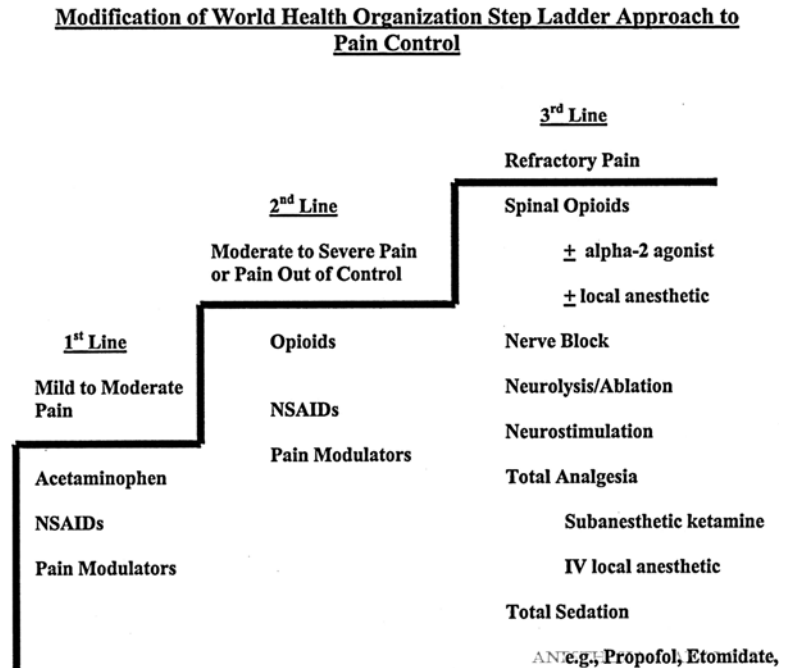 Modification of World Health Organization Step Ladder Approach to
Pain Control
3rd Line
Refractory Pain
2nd Line
Spinal Opioids
Moderate to Severe Pain
or Pain Out of Control
± alpha-2 agonist
± local anesthetic
1st Line
Opioids
Nerve Block
Mild to Moderate
Pain
Neurolysis/Ablation
NSAIDs
Neurostimulation
Pain Modulators
Acetaminophen
Total Analgesia
NSAIDs
Subanesthetic ketamine
Pain Modulators
IV local anesthetic
Total Sedation
e.g., Propofol, Etomidate,